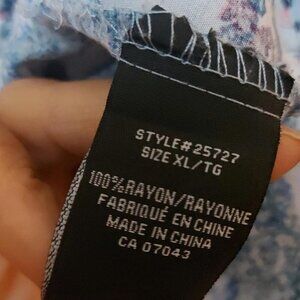 STYLE#25727
SIZE XL/TG
100%RAYON/RAYONNE
FABRIQUÉ EN CHINE
MADE IN CHINA
CA 07043